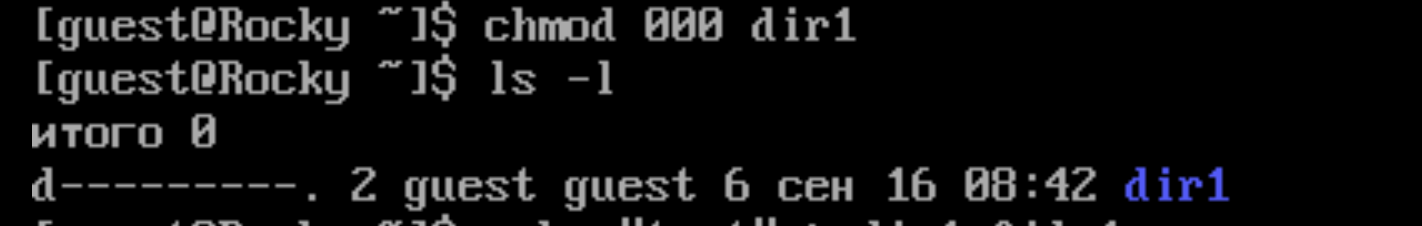 [guest@Rocky ~]$ chmod 000 dir1
[guest@Rocky ~]$ ls -l
итого 0
d---------. 2 guest guest 6 сен 16 08:42 dir1